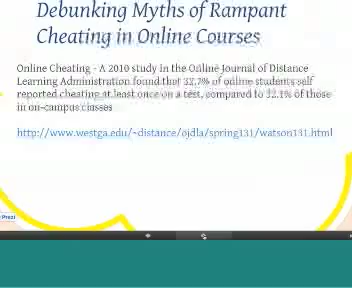 Debunking Myths of Rampant
Cheating in Online Courses
Online Cheating - A 2010 study in the Online Journal of Distance
Learning Administration found that 32.7% of online students self
reported cheating at least once on a test, compared to 32.1% of those
in on-campus classes
http://www.westga.edu/~distance/ojdla/spring131/watson131.html
Prezi